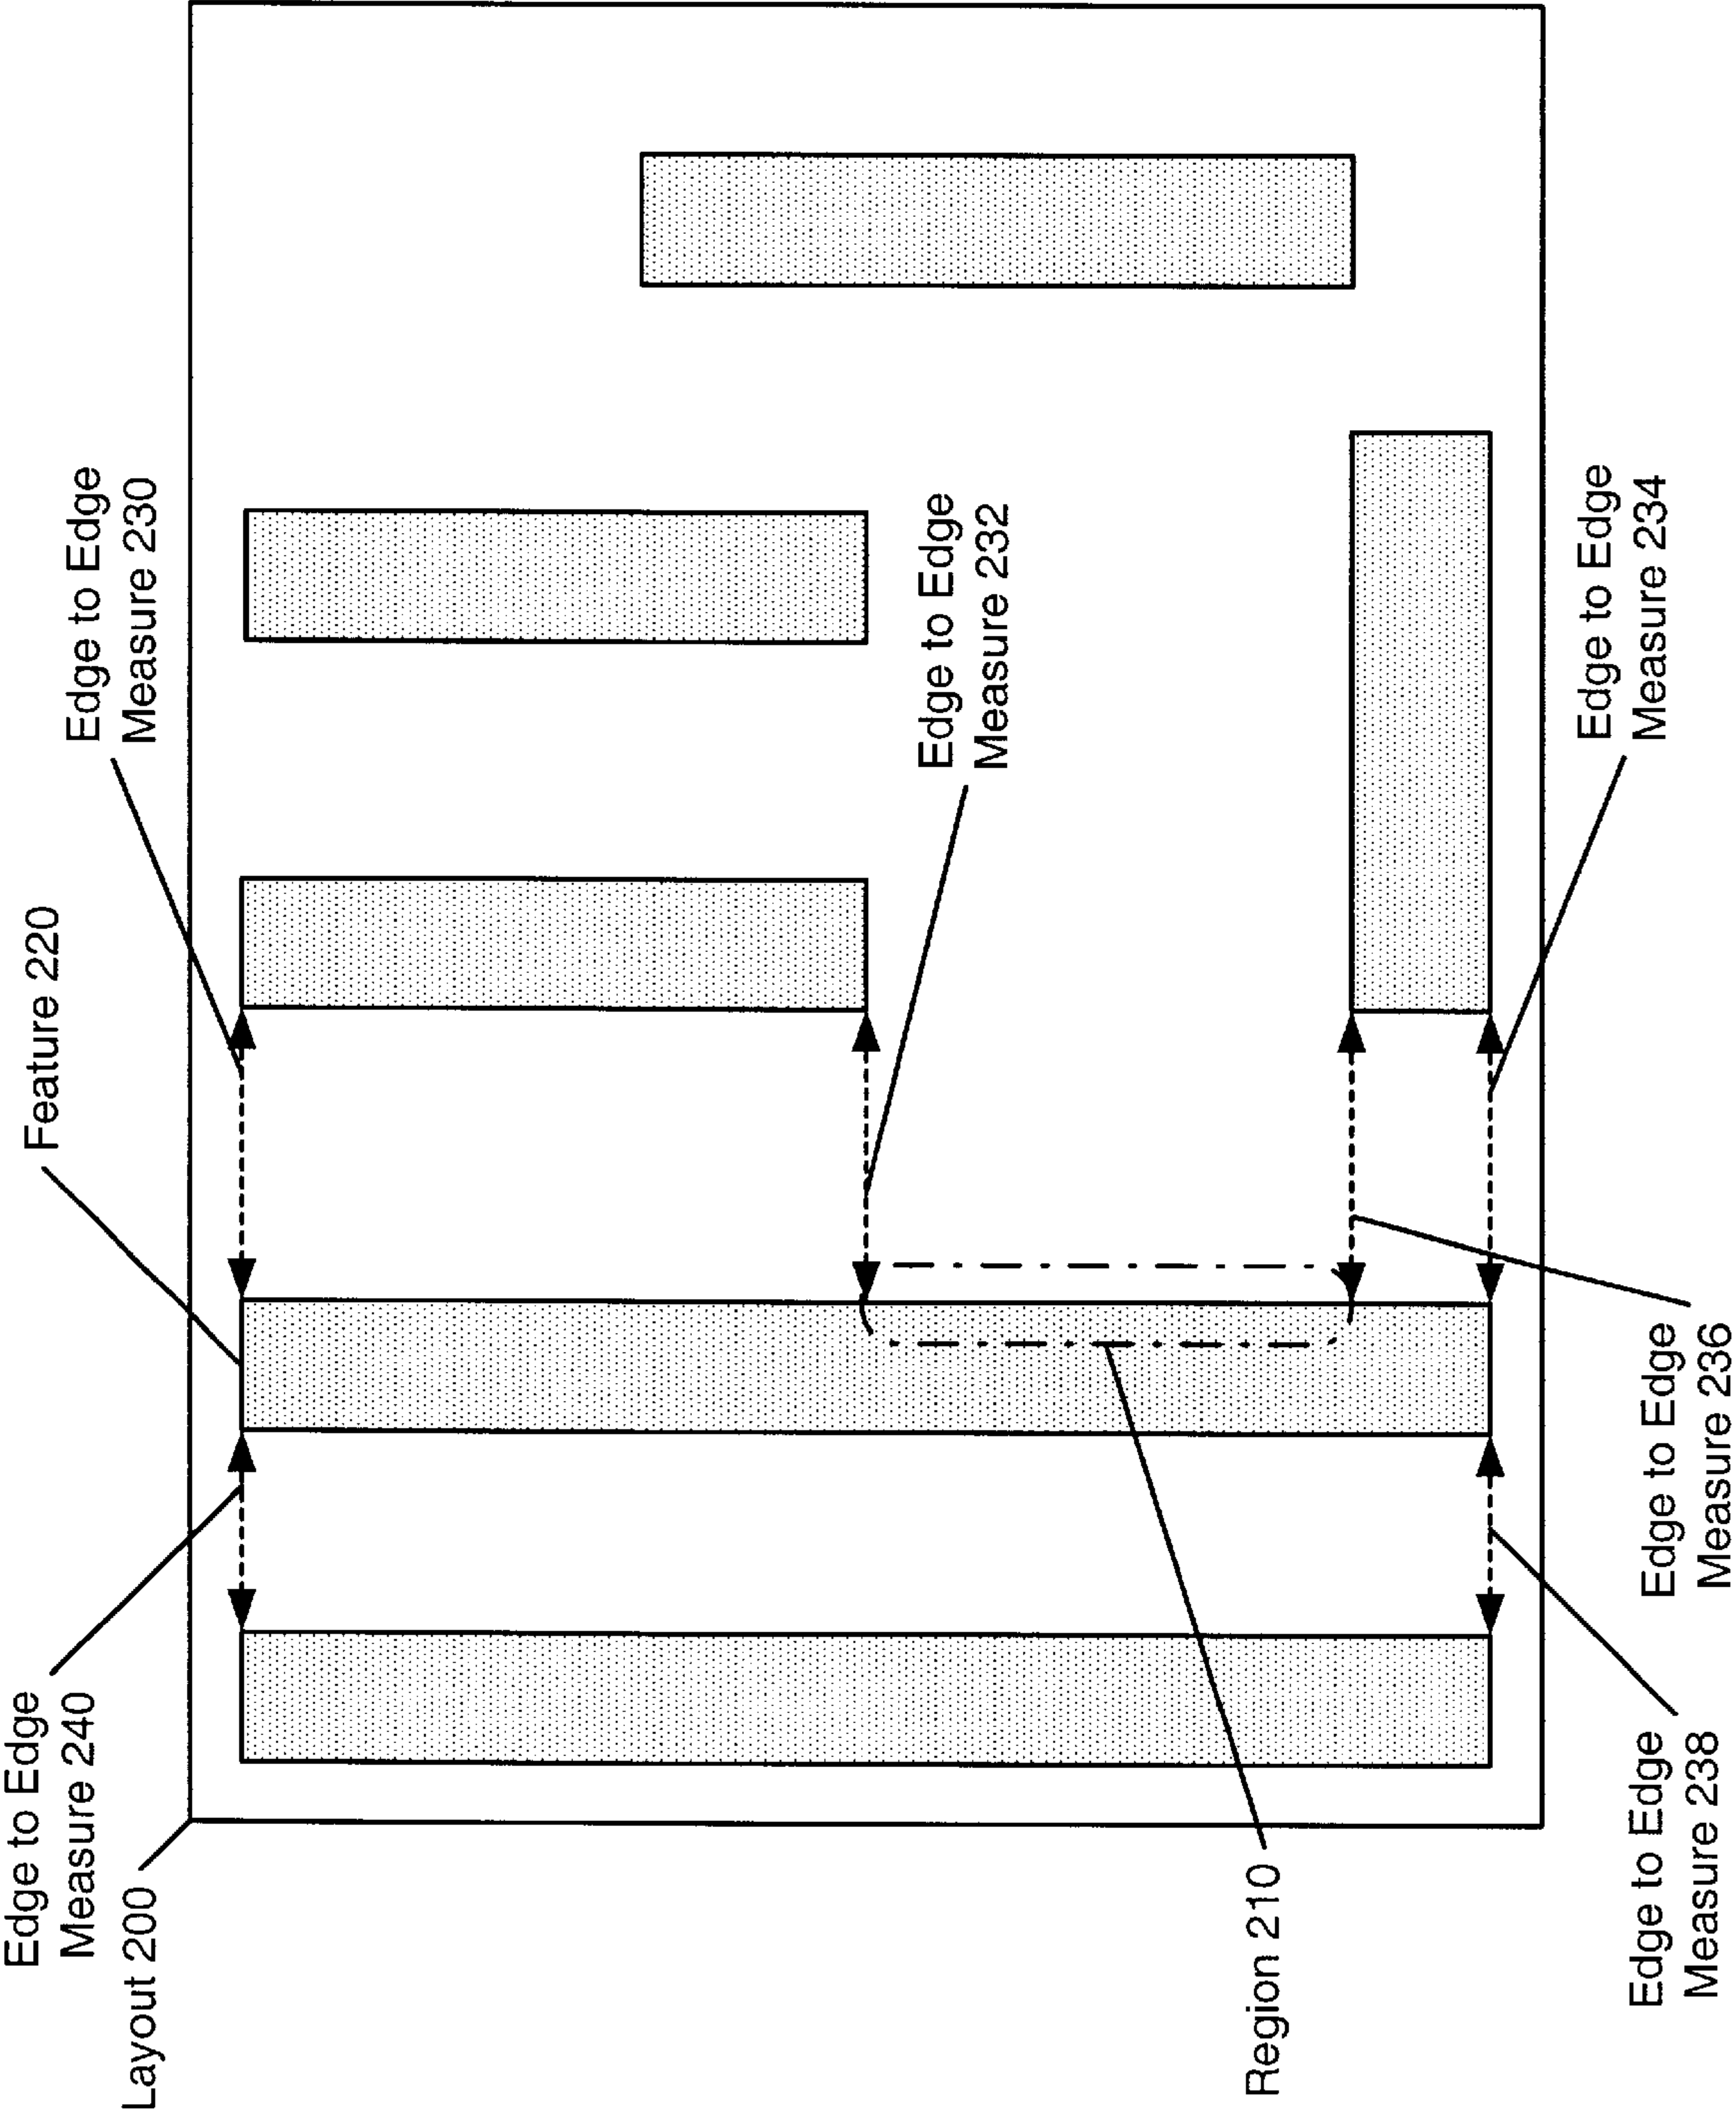 Edge to Edge
Measure 240
Layout 200
Feature 220
Edge to Edge
Measure 230
Edge to Edge
Measure 232
Region 210
Edge to Edge
Measure 238
Edge to Edge
Measure 236
Edge to Edge
Measure 234